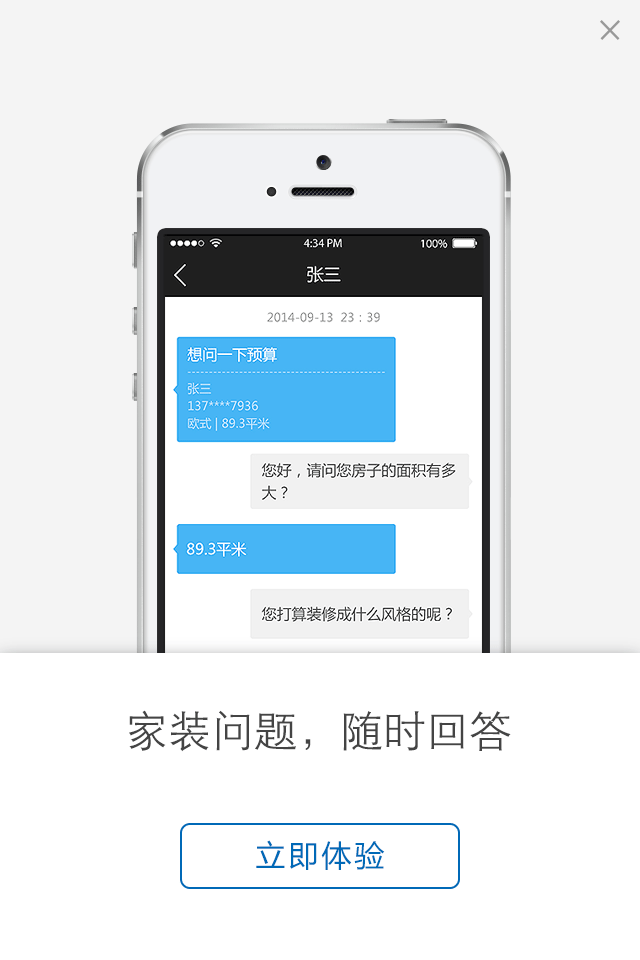 4:34 PM
100%
张三
2014-09-13 23：39
想问一下预算
张三
137****7936
欧式 | 89.3平米
您好，请问您房子的面积有多
大？
89.3平米
您打算装修成什么风格的呢？
家装问题，随时回答
立即体验